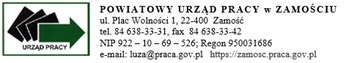 POWIATOWY URZĄD PRACY w ZAMOŚCIU
ul. Plac Wolności 1, 22-400 Zamość
tel. 84 638-33-31, fax 84 638-33-42
NIP 922 – 10 – 69 – 526; Regon 950031686
e-mail: luza@praca.gov.pl https://zamosc.praca.gov.pl
URZĄD PRACY